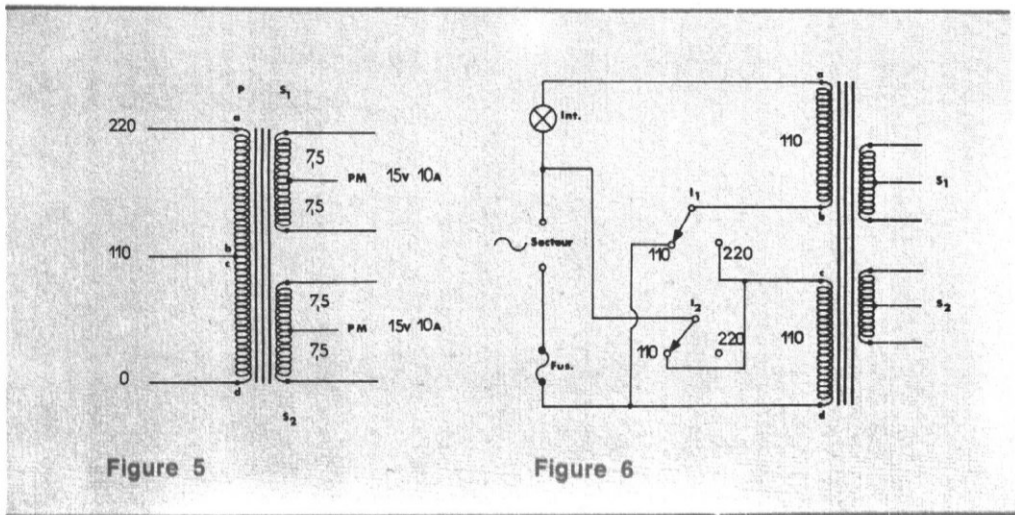 P S1
a
220
7,5
PM 15v 10A
7,5
b
110
c
7,5
PM 15v 10A
7,5
0
d
S2
Figure 5
a
Int.
110
I1
S1
b
Secteur
110
220
c
I2
S2
110
220
110
Fus.
d
Figure 6